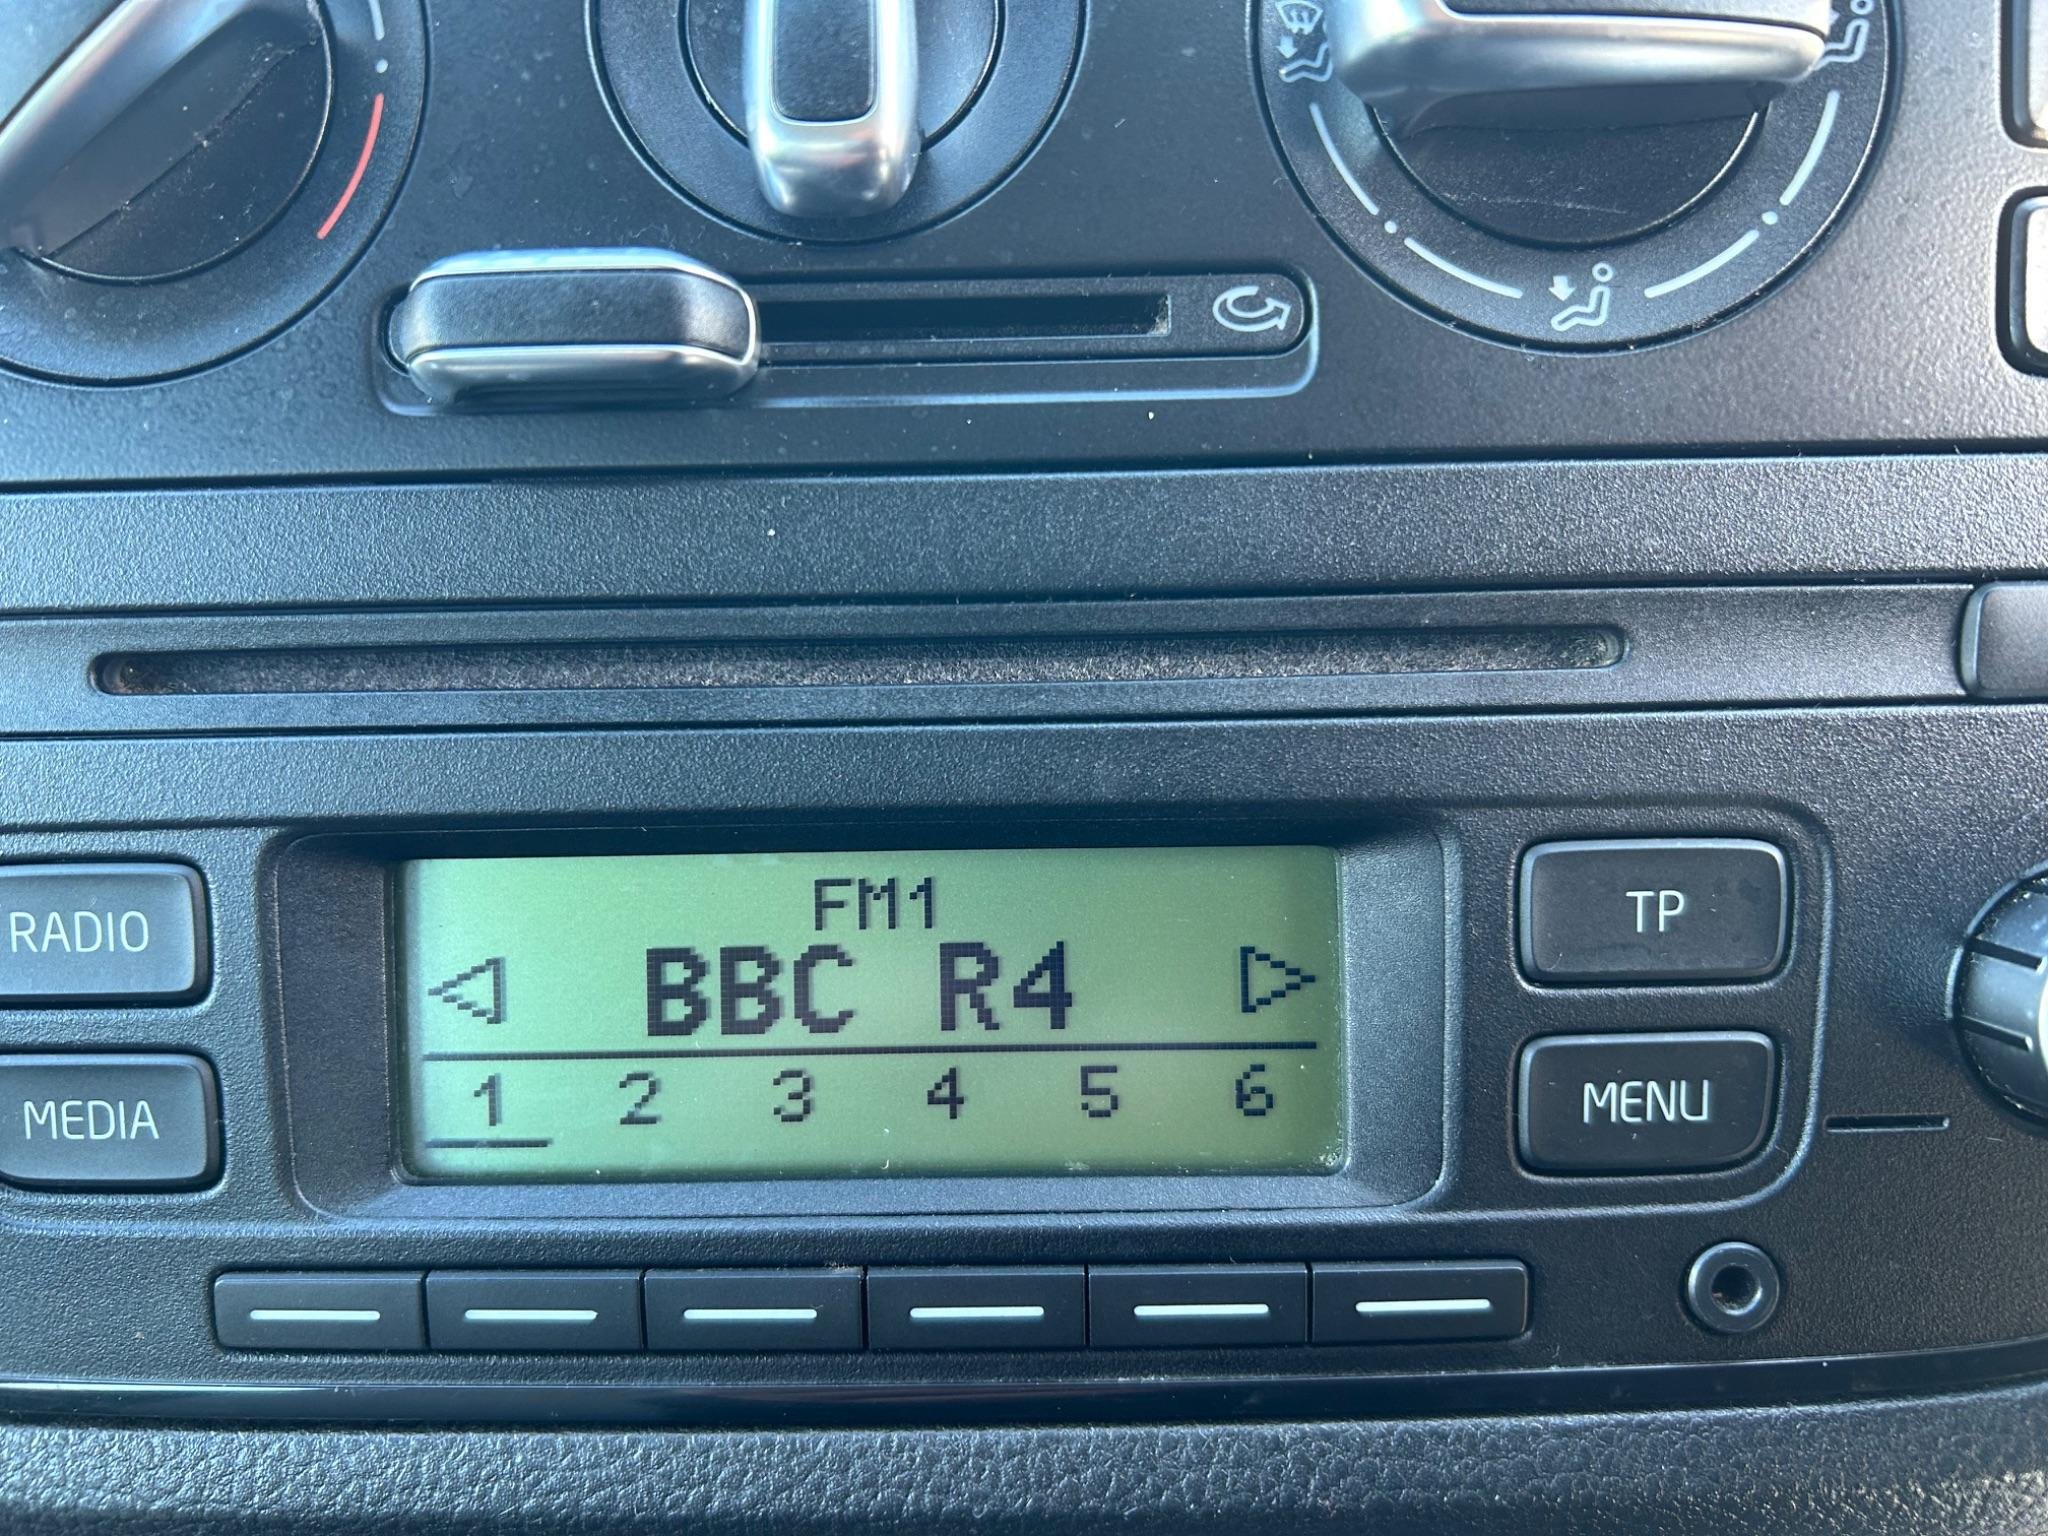 RADIO
MEDIA
FM1
BBC R4
1 2 3 4 5 6
TP
MENU